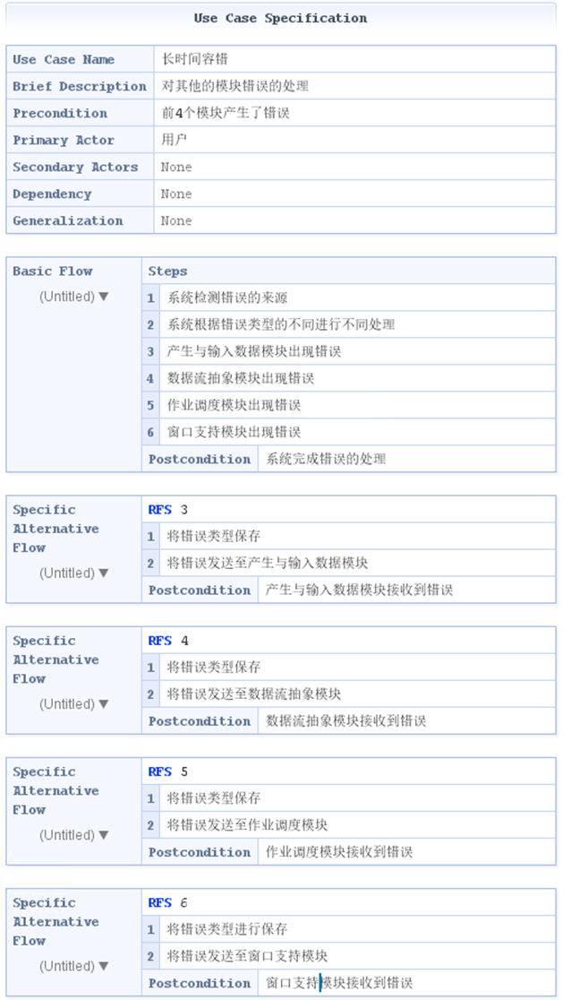 Use Case Specification
Use Case Name 长时间容错
Brief Description 对其他的模块错误的处理
Precondition 前4个模块产生了错误
Primary Actor 用户
Secondary Actors None
Dependency None
Generalization None
Basic Flow Steps
(Untitled) ▼
1 系统检测错误的来源
2 系统根据错误类型的不同进行不同处理
3 产生与输入数据模块出现错误
4 数据流抽象模块出现错误
5 作业调度模块出现错误
6 窗口支持模块出现错误
Postcondition 系统完成错误的处理
Specific Alternative Flow
(Untitled) ▼
RFS 3
1 将错误类型保存
2 将错误发送至产生与输入数据模块
Postcondition 产生与输入数据模块接收到错误
Specific Alternative Flow
(Untitled) ▼
RFS 4
1 将错误类型保存
2 将错误发送至数据流抽象模块
Postcondition 数据流抽象模块接收到错误
Specific Alternative Flow
(Untitled) ▼
RFS 5
1 将错误类型保存
2 将错误发送至作业调度模块
Postcondition 作业调度模块接收到错误
Specific Alternative Flow
(Untitled) ▼
RFS 6
1 将错误类型进行保存
2 将错误发送至窗口支持模块
Postcondition 窗口支持模块接收到错误